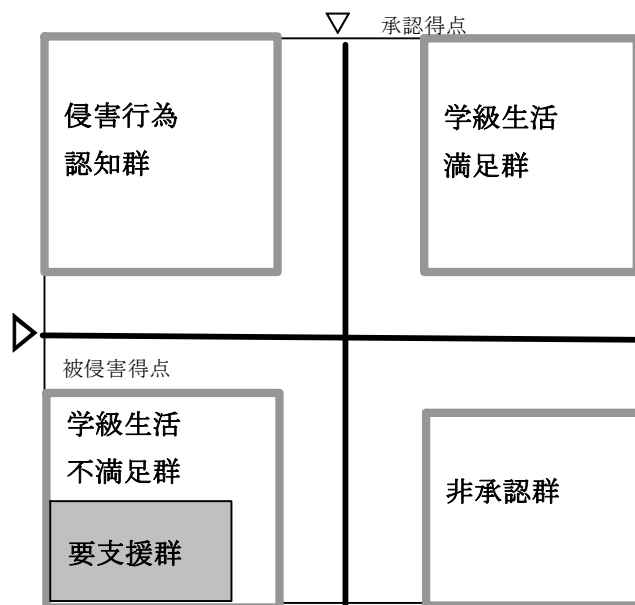 承認得点
侵害行為
認知群
学級生活
満足群
被侵害得点
学級生活
不満足群
要支援群
非承認群